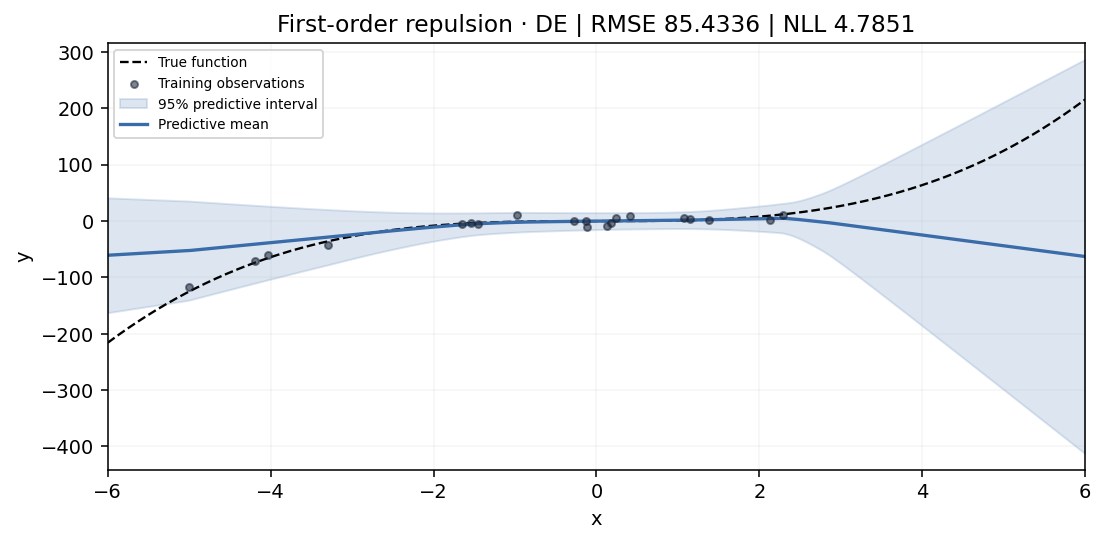 First-order repulsion · DE | RMSE 85.4336 | NLL 4.7851
True function
Training observations
95% predictive interval
Predictive mean
300
200
100
0
−100
−200
−300
−400
y
−6 −4 −2 0 2 4 6
x